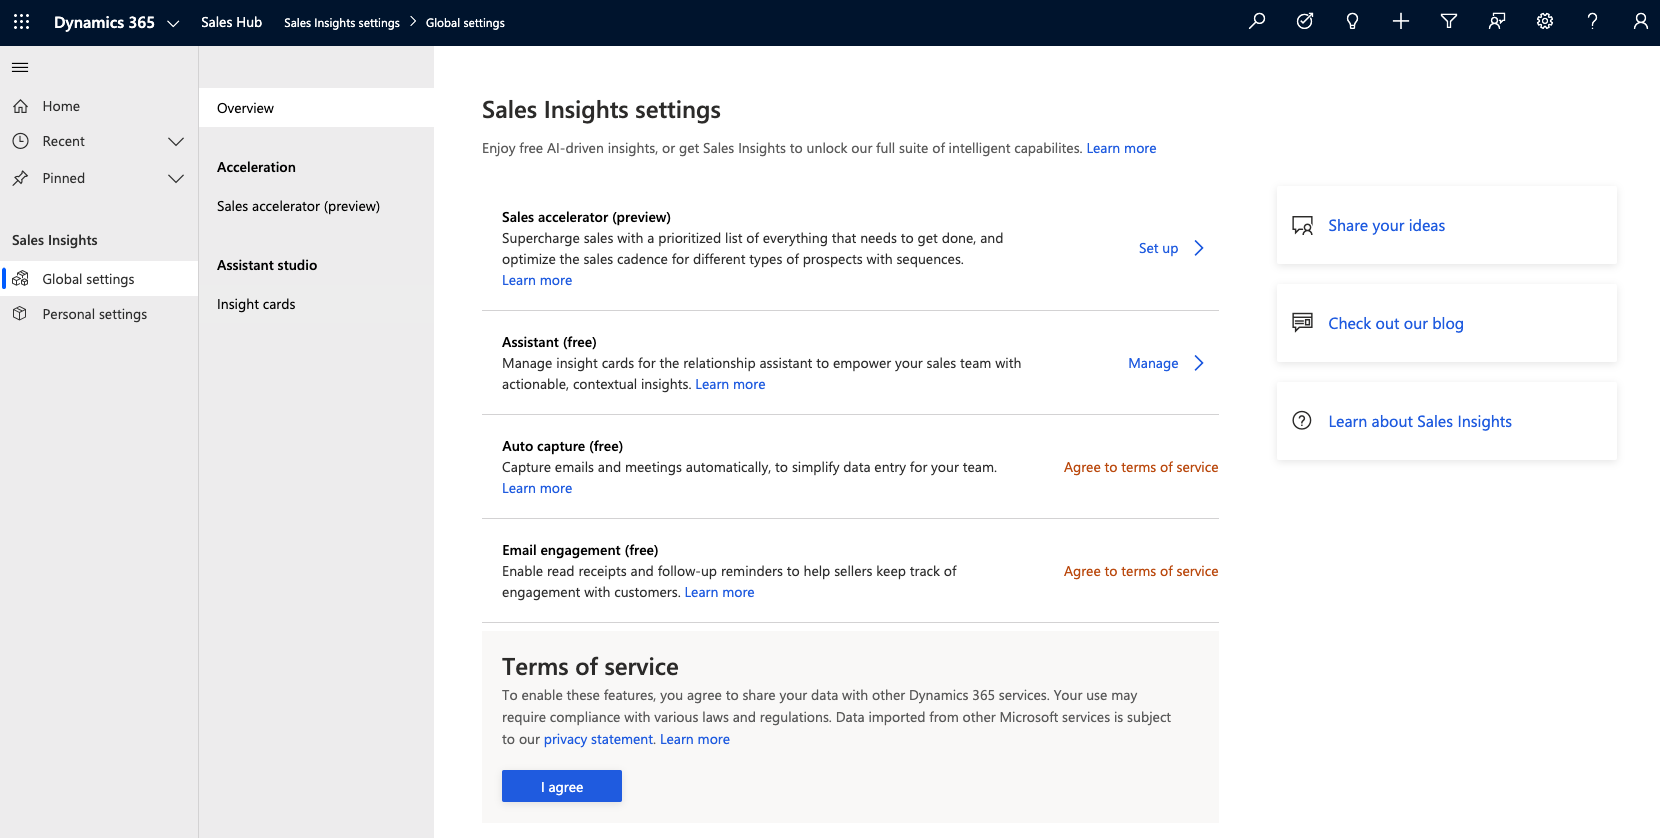 Dynamics 365
Sales Hub
Sales Insights settings > Global settings
Home
Recent
Pinned
Sales Insights
Global settings
Personal settings
Overview
Acceleration
Sales accelerator (preview)
Assistant studio
Insight cards
Sales Insights settings
Enjoy free AI-driven insights, or get Sales Insights to unlock our full suite of intelligent capabilites. Learn more
Sales accelerator (preview)
Supercharge sales with a prioritized list of everything that needs to get done, and
optimize the sales cadence for different types of prospects with sequences.
Learn more
Set up
Assistant (free)
Manage insight cards for the relationship assistant to empower your sales team with
actionable, contextual insights. Learn more
Manage
Auto capture (free)
Capture emails and meetings automatically, to simplify data entry for your team.
Learn more
Agree to terms of service
Email engagement (free)
Enable read receipts and follow-up reminders to help sellers keep track of
engagement with customers. Learn more
Agree to terms of service
Terms of service
To enable these features, you agree to share your data with other Dynamics 365 services. Your use may
require compliance with various laws and regulations. Data imported from other Microsoft services is subject
to our privacy statement. Learn more
I agree
Share your ideas
Check out our blog
Learn about Sales Insights